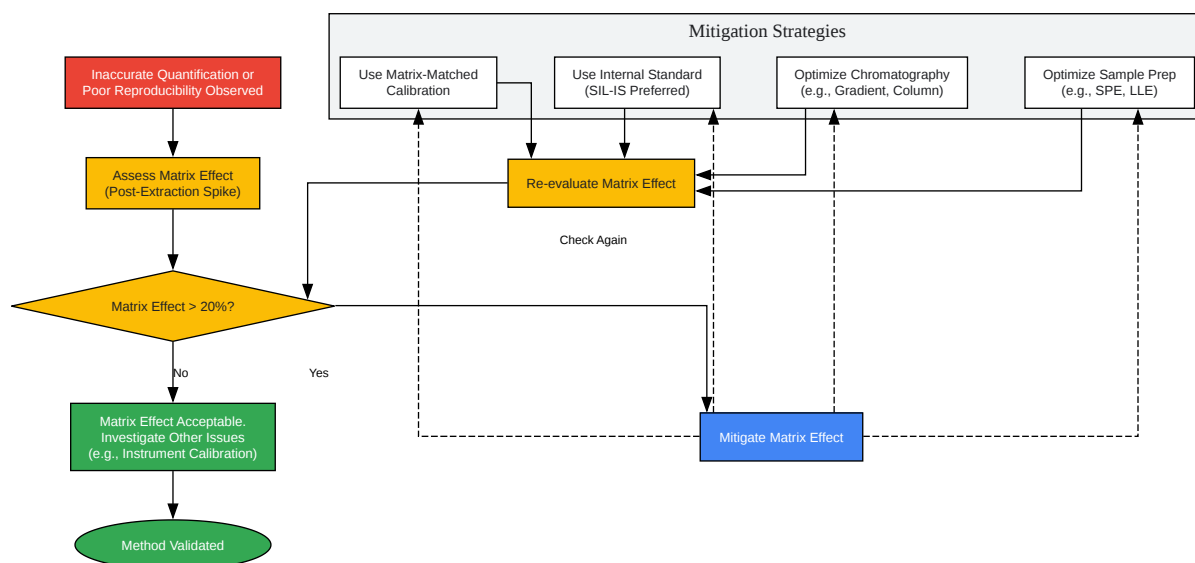 Mitigation Strategies
Inaccurate Quantification or
Poor Reproducibility Observed
Use Matrix-Matched
Calibration
Use Internal Standard
(SIL-IS Preferred)
Optimize Chromatography
(e.g., Gradient, Column)
Optimize Sample Prep
(e.g., SPE, LLE)
Assess Matrix Effect
(Post-Extraction Spike)
Re-evaluate Matrix Effect
Check Again
Matrix Effect > 20%?
No
Yes
Matrix Effect Acceptable.
Investigate Other Issues
(e.g., Instrument Calibration)
Mitigate Matrix Effect
Method Validated